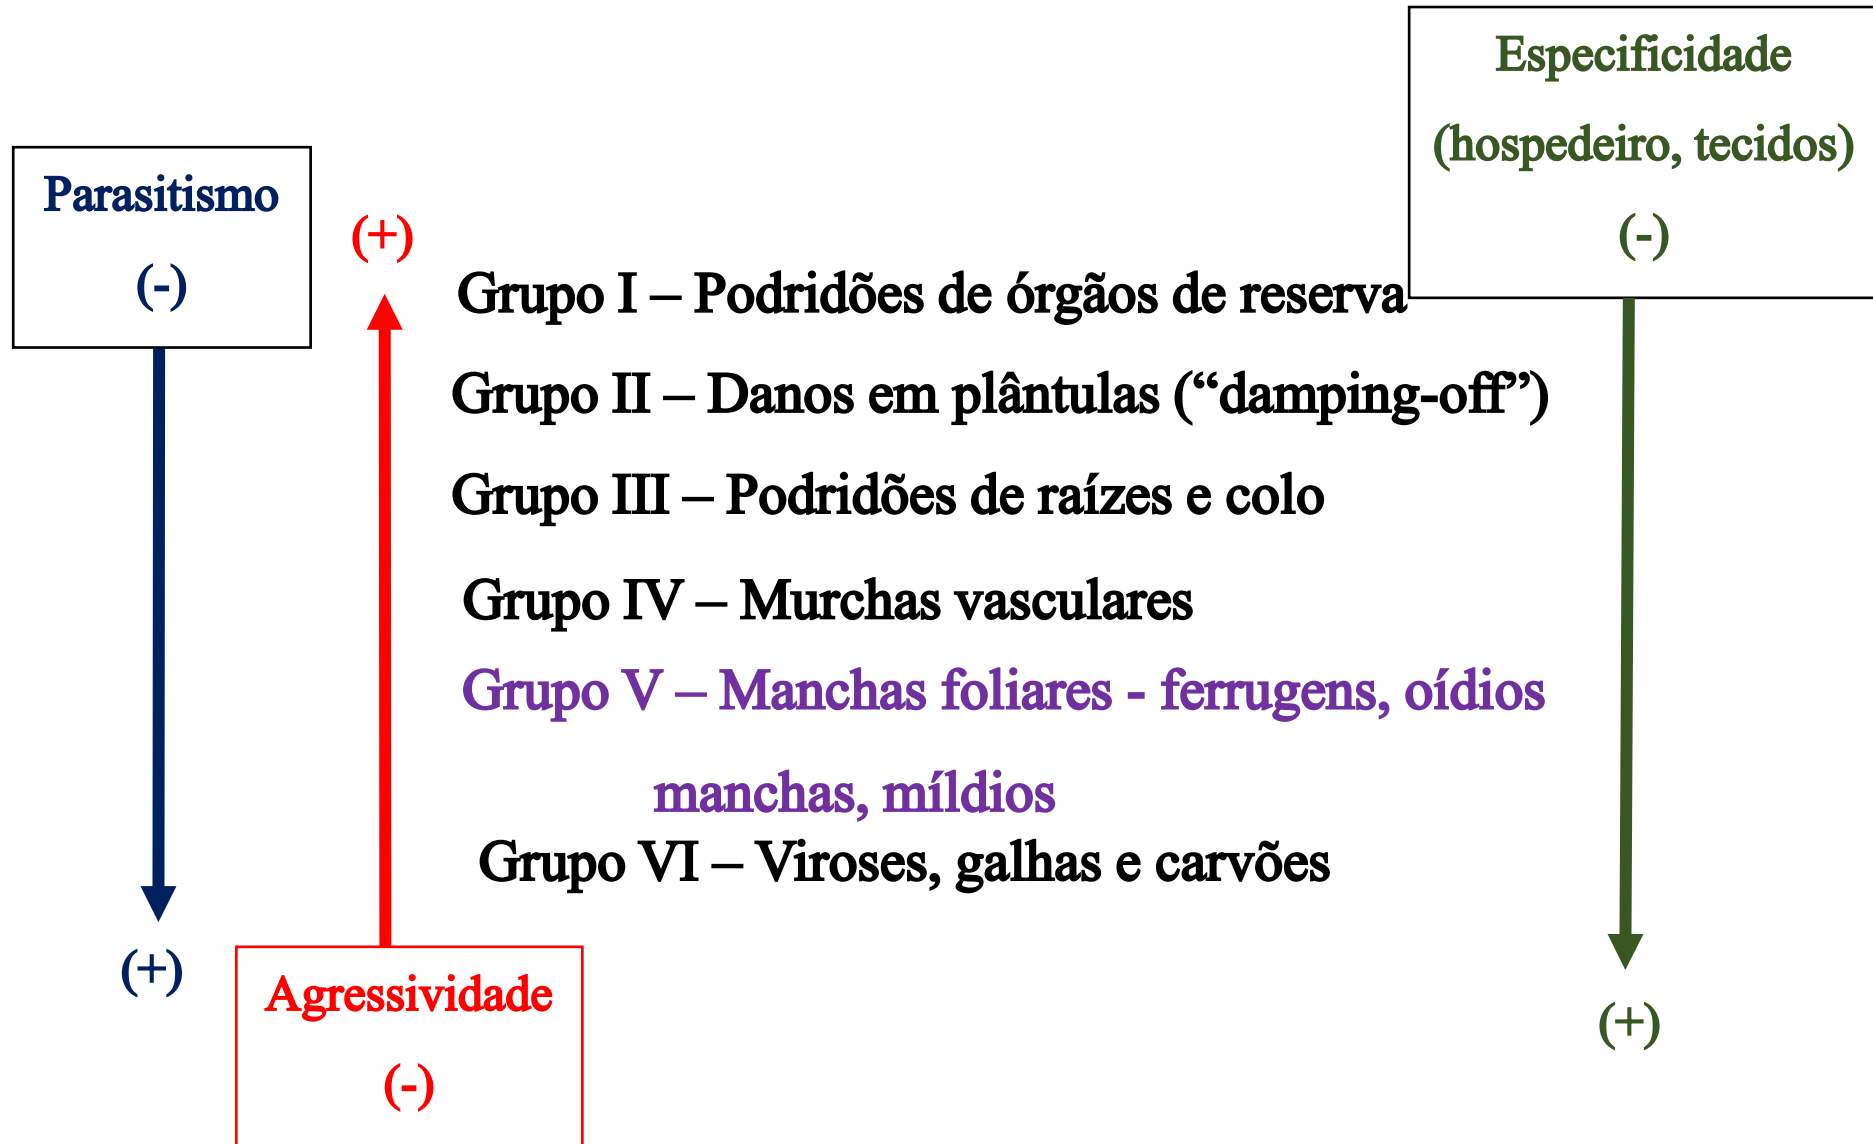 Especificidade
(hospedeiro, tecidos)
(-)
Parasitismo
(-)
(+)
Grupo I – Podridões de órgãos de reserva
Grupo II – Danos em plântulas (“damping-off”)
Grupo III – Podridões de raízes e colo
Grupo IV – Murchas vasculares
Grupo V – Manchas foliares - ferrugens, oídios
manchas, míldios
Grupo VI – Viroses, galhas e carvões
(+)
Agressividade
(-)
(+)